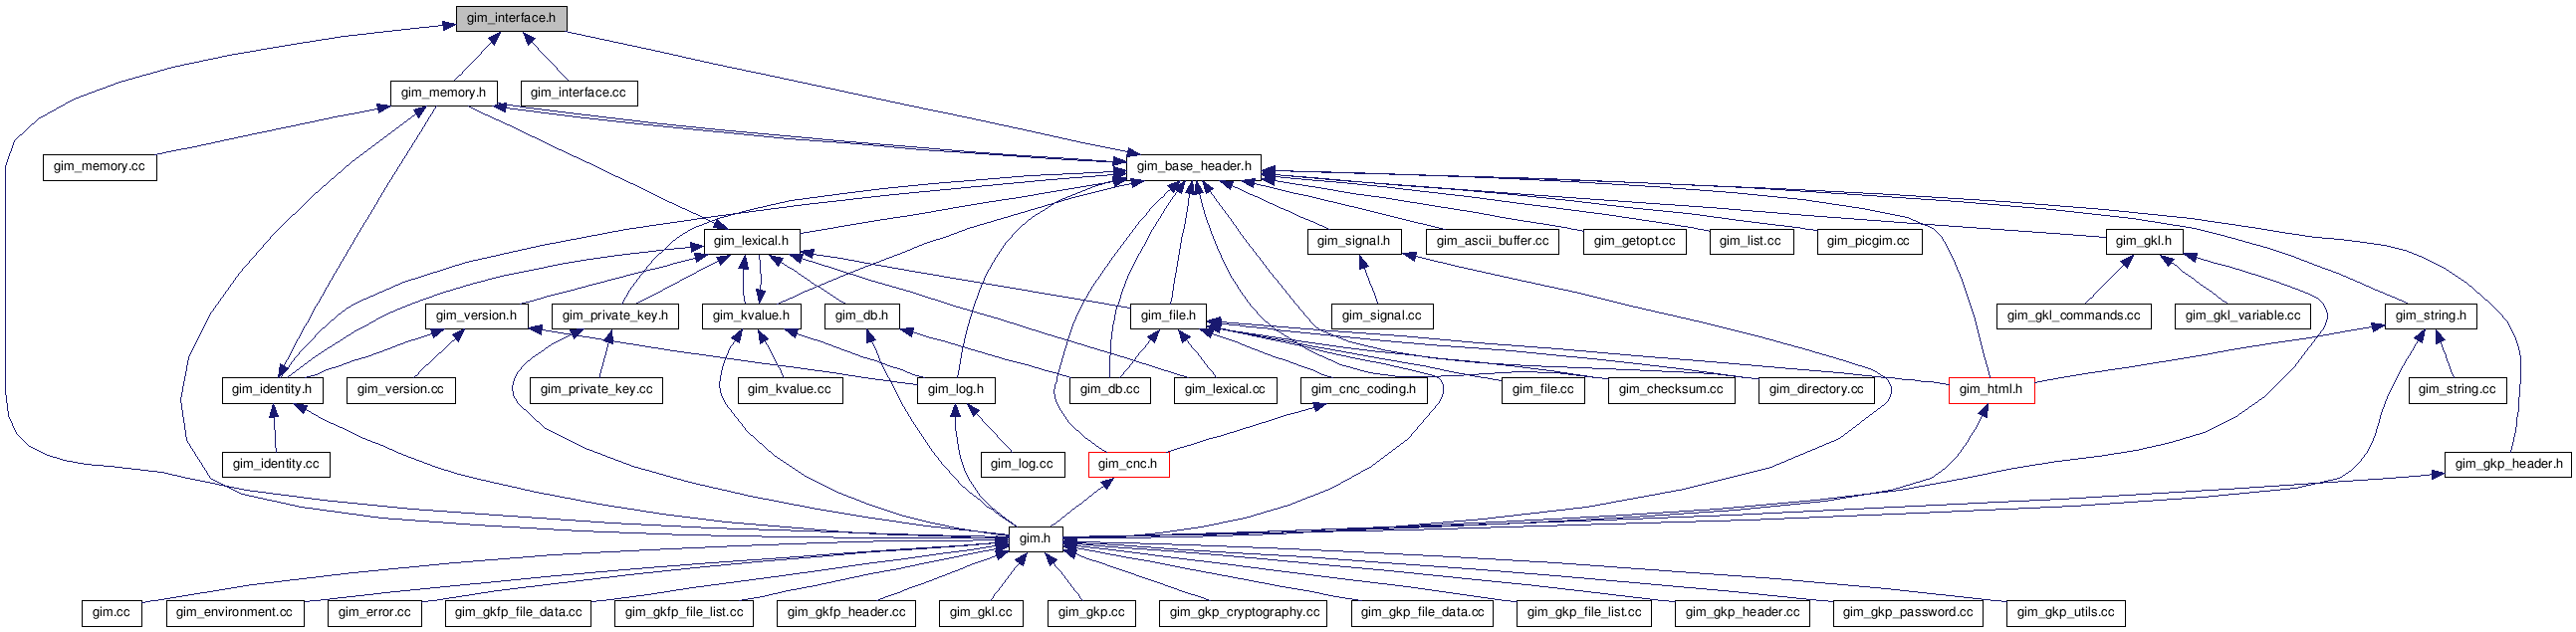 gim_interface.h
gim_memory.h
gim_interface.cc
gim_memory.cc
gim_base_header.h
gim_lexical.h
gim_signal.h
gim_ascii_buffer.cc
gim_getopt.cc
gim_list.cc
gim_picgim.cc
gim_gkl.h
gim_version.h
gim_private_key.h
gim_kvalue.h
gim_db.h
gim_file.h
gim_signal.cc
gim_gkl_commands.cc
gim_gkl_variable.cc
gim_string.h
gim_identity.h
gim_version.cc
gim_private_key.cc
gim_kvalue.cc
gim_log.h
gim_db.cc
gim_lexical.cc
gim_cnc_coding.h
gim_file.cc
gim_checksum.cc
gim_directory.cc
gim_html.h
gim_string.cc
gim_identity.cc
gim_log.cc
gim_cnc.h
gim_gkp_header.h
gim.h
gim.cc
gim_environment.cc
gim_error.cc
gim_gkfp_file_data.cc
gim_gkfp_file_list.cc
gim_gkfp_header.cc
gim_gkl.cc
gim_gkp.cc
gim_gkp_cryptography.cc
gim_gkp_file_data.cc
gim_gkp_file_list.cc
gim_gkp_header.cc
gim_gkp_password.cc
gim_gkp_utils.cc